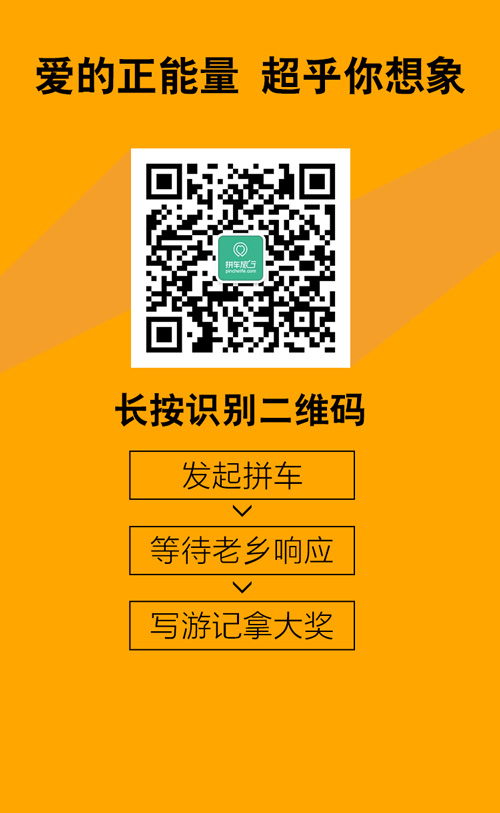 爱的正能量 超乎你想象
拼车旅行
pinchelife.com
长按识别二维码
发起拼车
等待老乡响应
写游记拿大奖